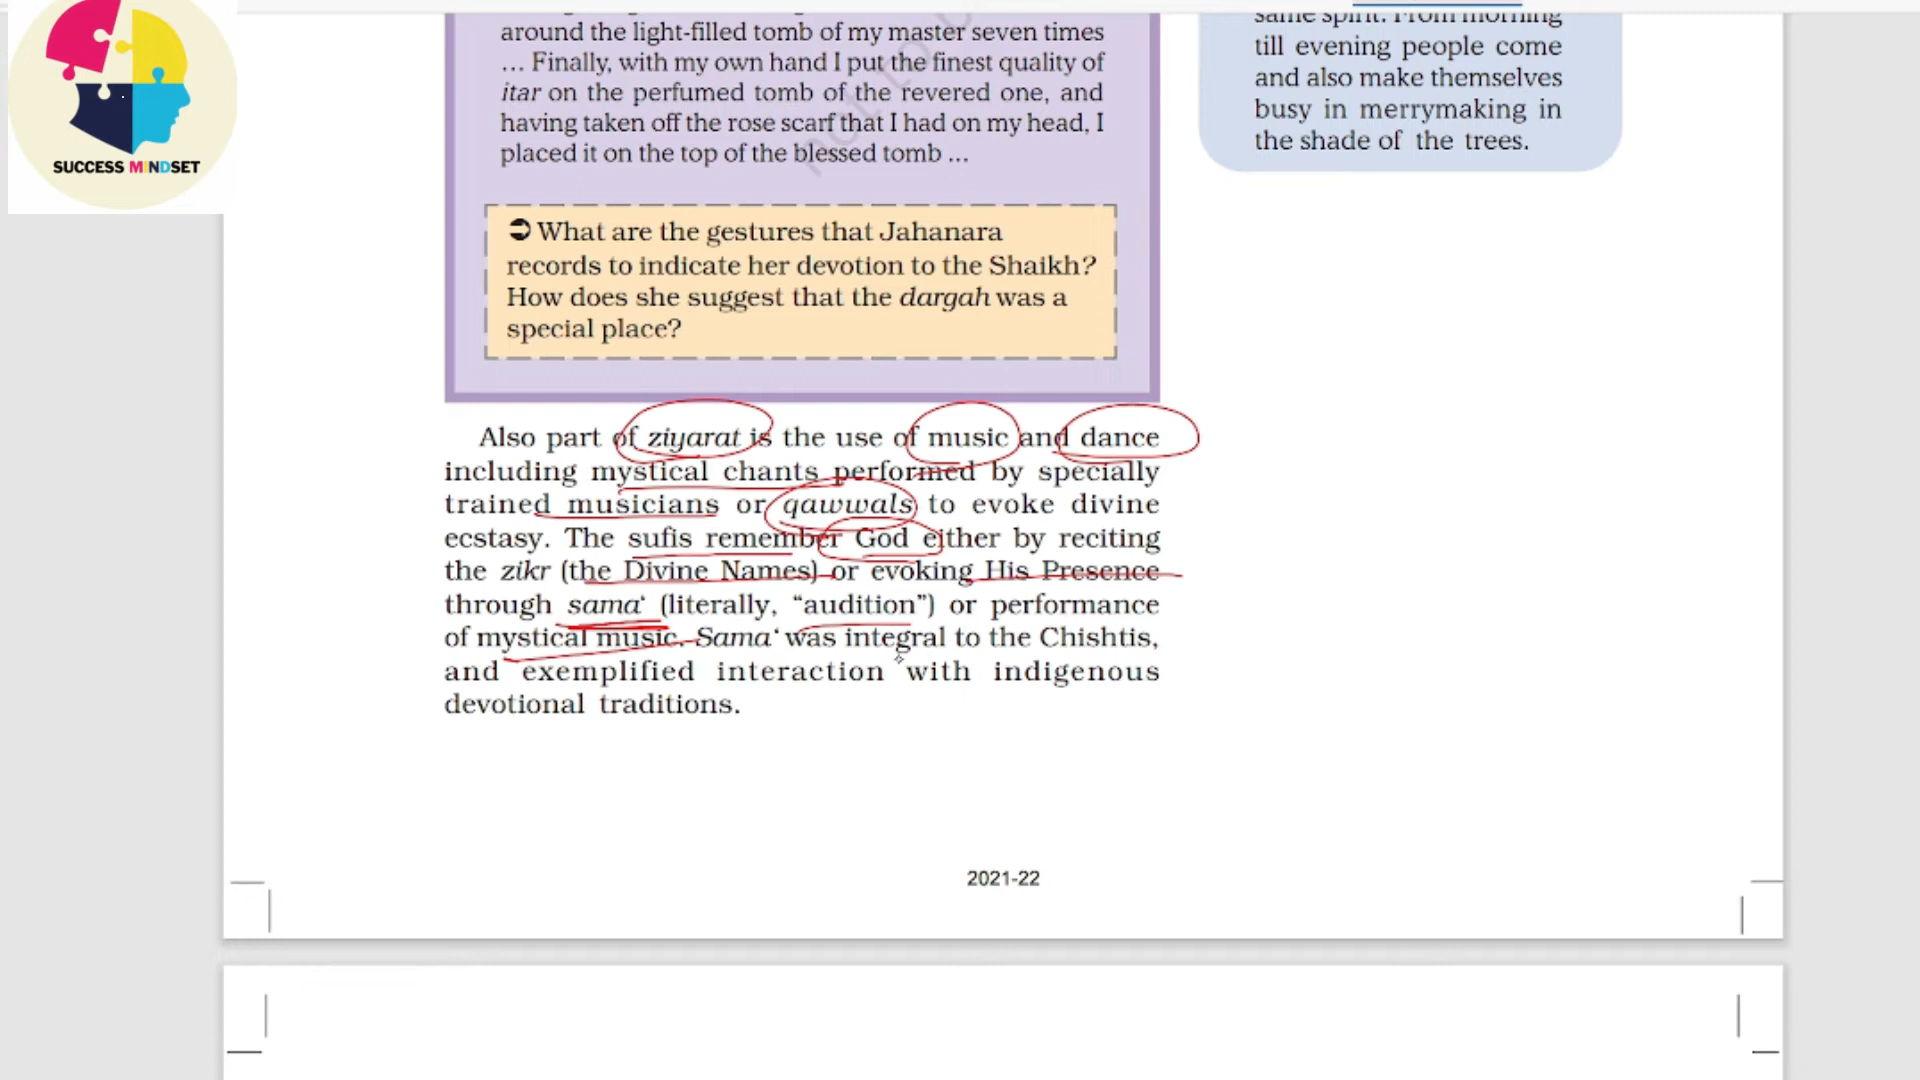 SUCCESS MINDSET
around the light-filled tomb of my master seven times
… Finally, with my own hand I put the finest quality of
itar on the perfumed tomb of the revered one, and
having taken off the rose scarf that I had on my head, I
placed it on the top of the blessed tomb …
➲ What are the gestures that Jahanara
records to indicate her devotion to the Shaikh?
How does she suggest that the dargah was a
special place?
same spirit. From morning
till evening people come
and also make themselves
busy in merrymaking in
the shade of the trees.
Also part of ziyarat is the use of music and dance
including mystical chants performed by specially
trained musicians or qawwals to evoke divine
ecstasy. The sufis remember God either by reciting
the zikr (the Divine Names) or evoking His Presence
through sama‘ (literally, “audition”) or performance
of mystical music. Sama‘ was integral to the Chishtis,
and exemplified interaction with indigenous
devotional traditions.
2021-22